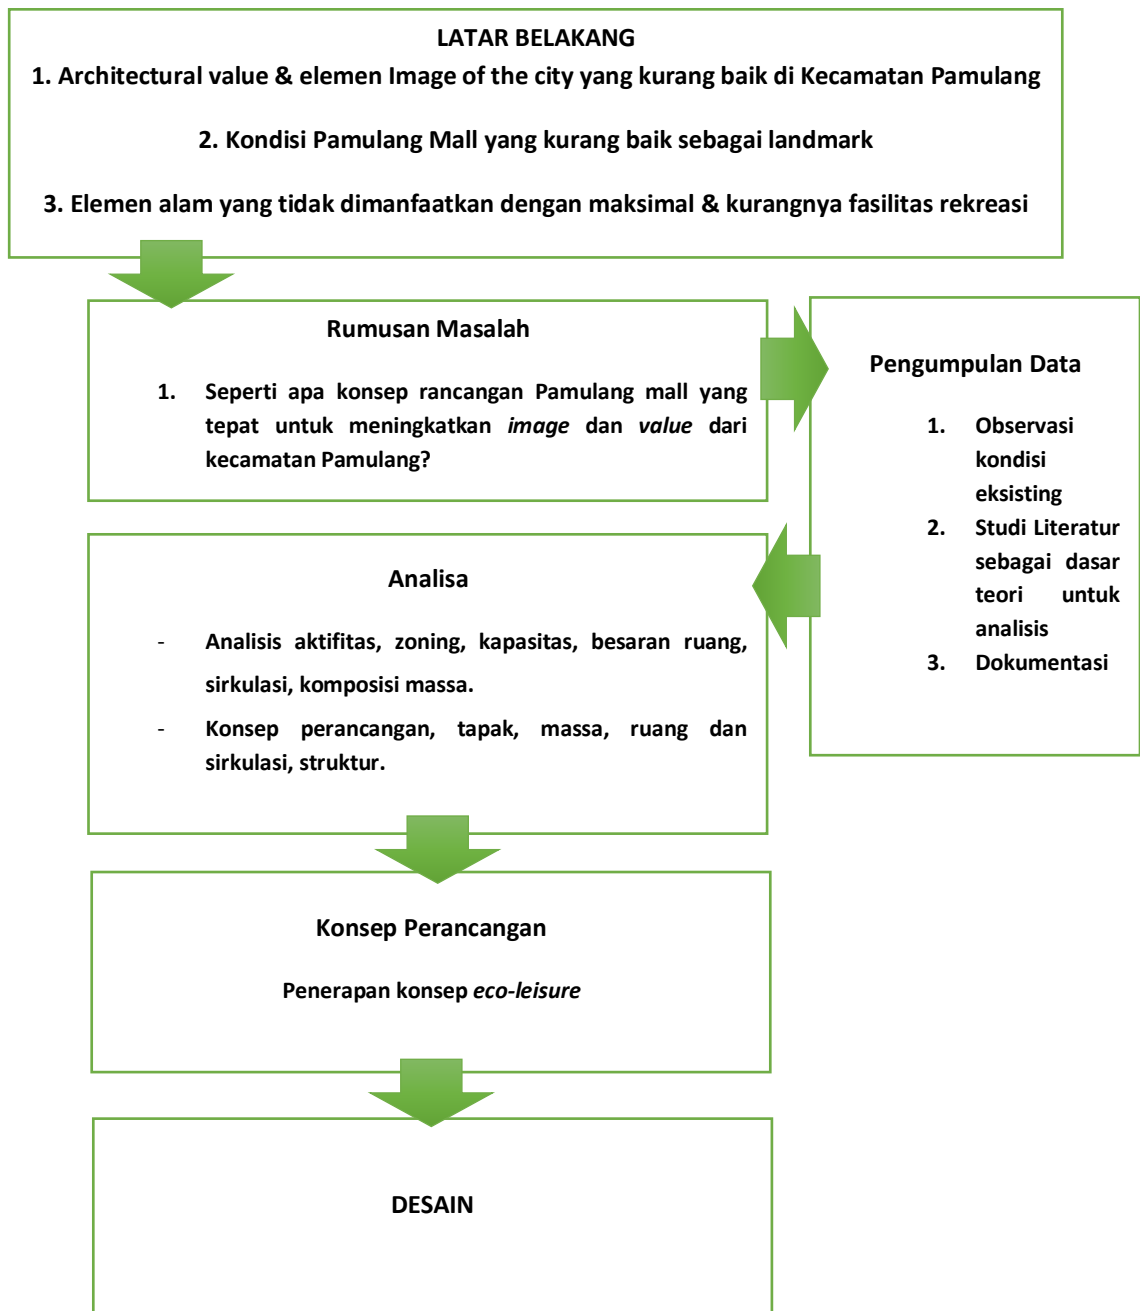 LATAR BELAKANG
1. Architectural value & elemen Image of the city yang kurang baik di Kecamatan Pamulang
2. Kondisi Pamulang Mall yang kurang baik sebagai landmark
3. Elemen alam yang tidak dimanfaatkan dengan maksimal & kurangnya fasilitas rekreasi
Rumusan Masalah
1. Seperti apa konsep rancangan Pamulang mall yang
tepat untuk meningkatkan image dan value dari
kecamatan Pamulang?
Pengumpulan Data
1. Observasi
kondisi
eksisting
2. Studi Literatur
sebagai dasar
teori untuk
analisis
3. Dokumentasi
Analisa
- Analisis aktifitas, zoning, kapasitas, besaran ruang,
sirkulasi, komposisi massa.
- Konsep perancangan, tapak, massa, ruang dan
sirkulasi, struktur.
Konsep Perancangan
Penerapan konsep eco-leisure
DESAIN